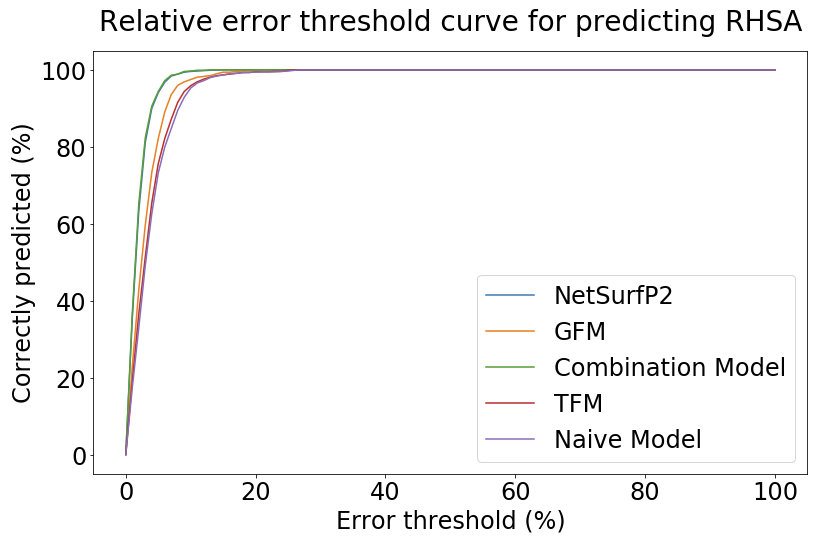 Relative error threshold curve for predicting RHSA
Correctly predicted (%)
100
80
60
40
20
0
NetSurfP2
GFM
Combination Model
TFM
Naive Model
0 20 40 60 80 100
Error threshold (%)